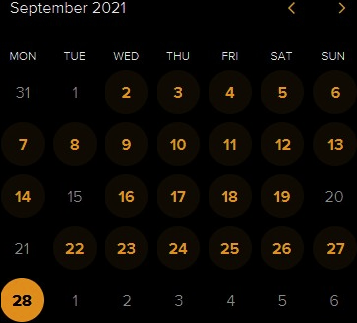 September 2021
MON TUE WED THU FRI SAT SUN
31 1 2 3 4 5 6
7 8 9 10 11 12 13
14 15 16 17 18 19 20
21 22 23 24 25 26 27
28 1 2 3 4 5 6